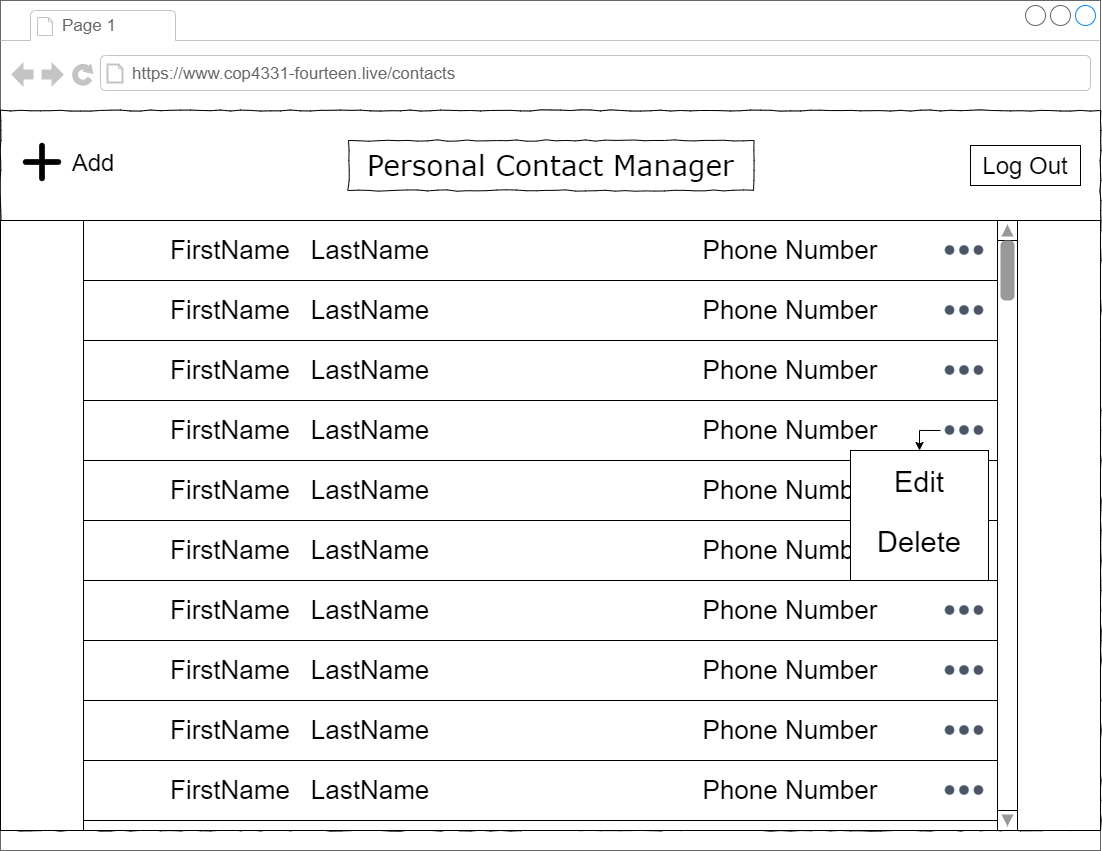 Page 1
https://www.cop4331-fourteen.live/contacts
Add
Personal Contact Manager
Log Out
FirstName LastName Phone Number
FirstName LastName Phone Number
FirstName LastName Phone Number
FirstName LastName Phone Number
Edit
Delete
FirstName LastName Phone Numb
FirstName LastName Phone Numb
FirstName LastName Phone Number
FirstName LastName Phone Number
FirstName LastName Phone Number
FirstName LastName Phone Number